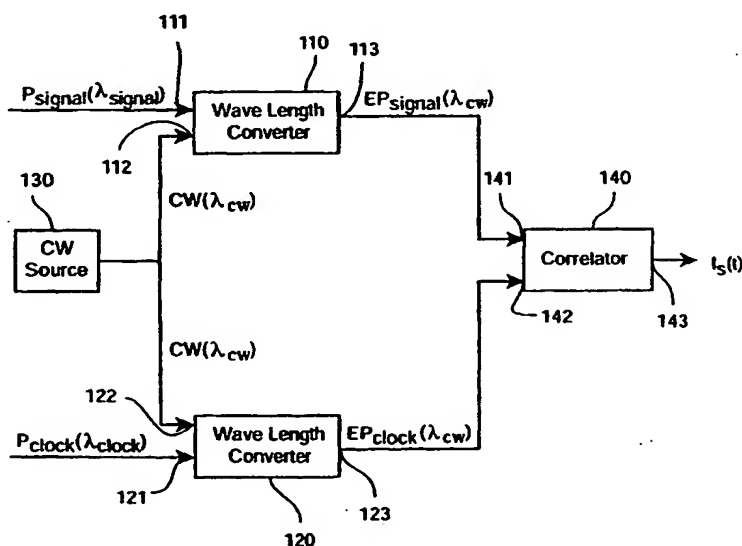 111
110
113
Psignal(λsignal)
Wave Length
Converter
EPsignal(λcw)
112
130
CW(λcw)
141
140
CW
Source
Correlator
ts(t)
142
143
CW(λcw)
122
Pclock(λclock)
Wave Length
Converter
EPclock(λcw)
121
123
120